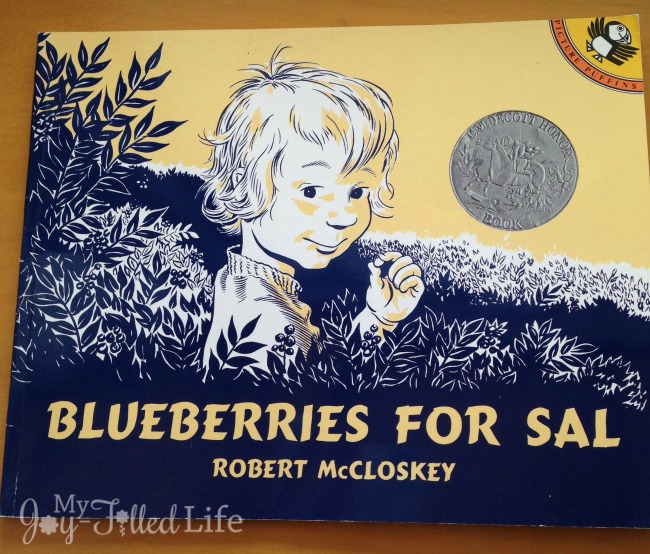 PICTURE PUFFINS
CALDECOTT HONOR
BOOK
BLUEBERRIES FOR SAL
ROBERT McCLOSKEY
My
Joy-Filled Life